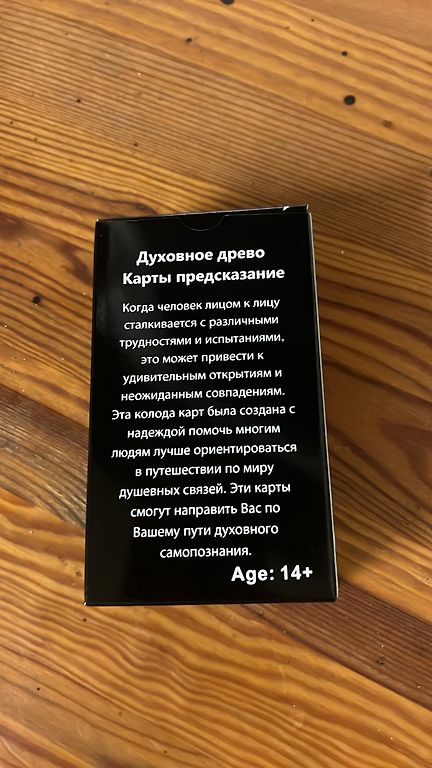 Духовное древо
Карты предсказание
Когда человек лицом к лицу
сталкивается с различными
трудностями и испытаниями,
это может привести к
удивительным открытиям и
неожиданным совпадениям.
Эта колода карт была создана с
надеждой помочь многим
людям лучше ориентироваться
в путешествии по миру
душевных связей. Эти карты
смогут направить Вас по
Вашему пути духовного
самопознания.
Age: 14+